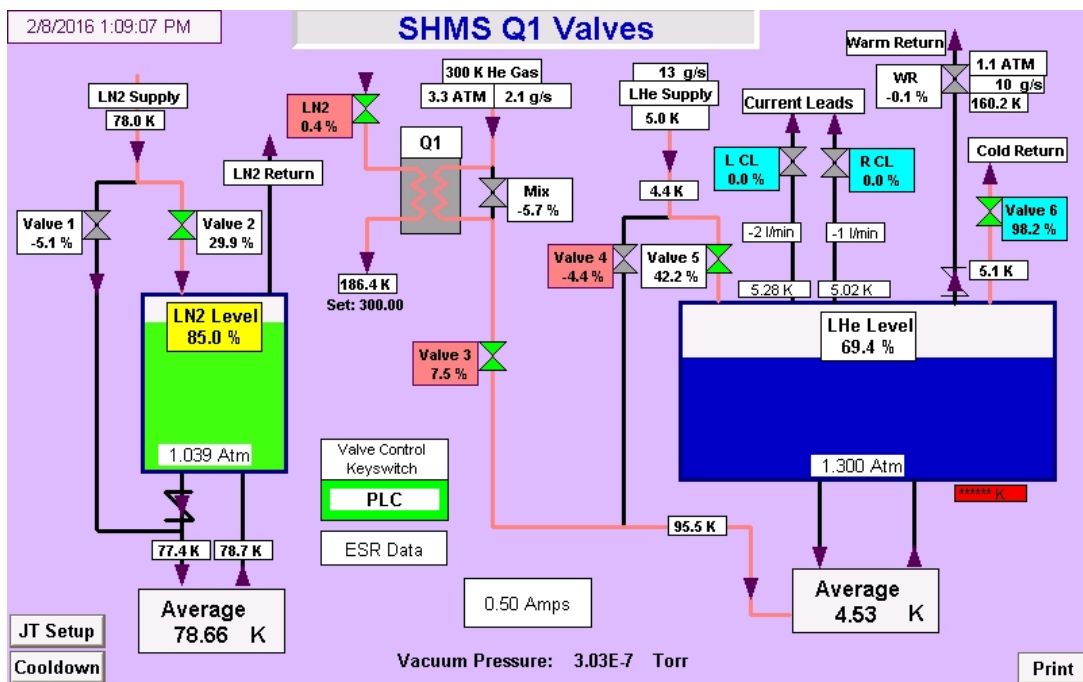 2/8/2016 1:09:07 PM
SHMS Q1 Valves
LN2 Supply
78.0 K
LN2 Return
Valve 1
-5.1 %
Valve 2
29.9 %
LN2 Level
85.0 %
1.039 Atm
77.4 K
78.7 K
Average
78.66 K
JT Setup
Cooldown
LN2
0.4 %
300 K He Gas
3.3 ATM
2.1 g/s
Q1
Mix
-5.7 %
186.4 K
Set: 300.00
Valve 3
7.5 %
Valve Control
Keyswitch
PLC
ESR Data
0.50 Amps
Vacuum Pressure: 3.03E-7 Torr
13 g/s
LHe Supply
5.0 K
4.4 K
Valve 4
-4.4 %
Valve 5
42.2 %
Current Leads
L CL
0.0 %
R CL
0.0 %
-2 l/min
-1 l/min
5.28 K
5.02 K
Warm Return
WR
-0.1 %
1.1 ATM
10 g/s
160.2 K
Cold Return
Valve 6
98.2 %
5.1 K
LHe Level
69.4 %
1.300 Atm
****** K
95.5 K
Average
4.53 K
Print